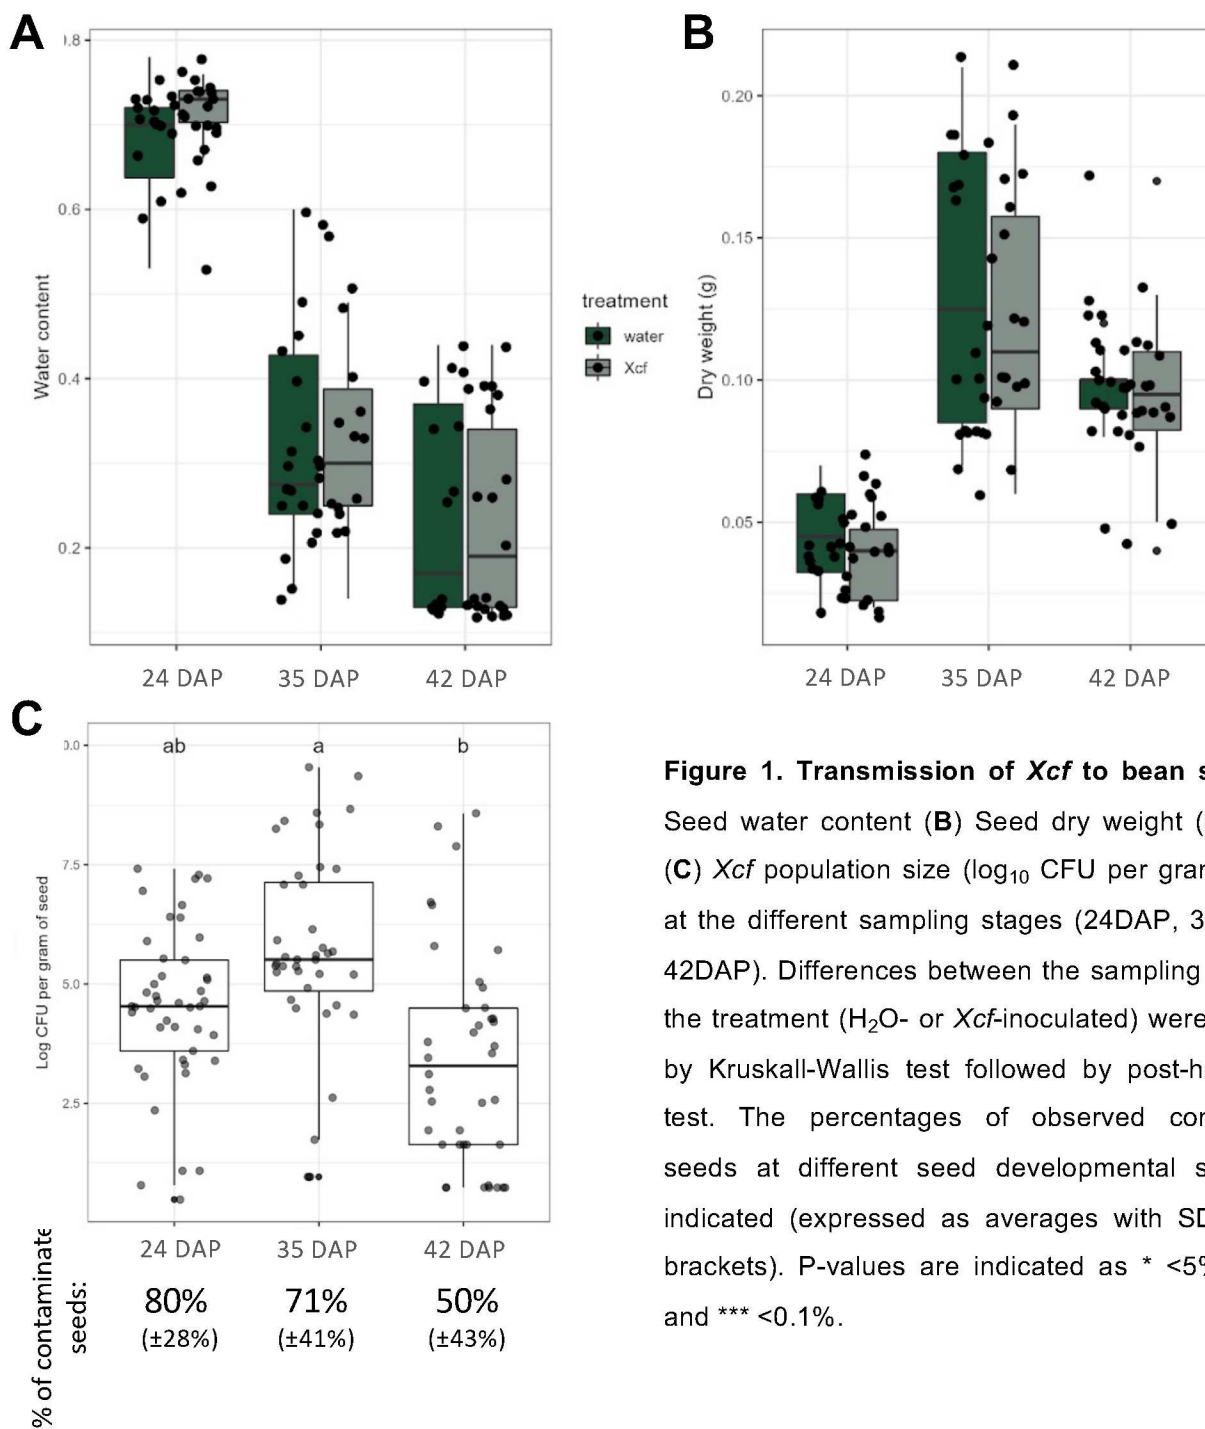 A
B
0.8
0.6
0.4
0.2
Water content
24 DAP
35 DAP
42 DAP
treatment
water
Xcf
0.20
0.15
0.10
0.05
Dry weight (g)
24 DAP
35 DAP
42 DAP
C
ab
a
b
7.5
5.0
2.5
Log CFU per gram of seed
24 DAP
35 DAP
42 DAP
% of contaminate
seeds:
80%
71%
50%
(±28%)
(±41%)
(±43%)
Figure 1. Transmission of Xcf to bean s
Seed water content (B) Seed dry weight (
(C) Xcf population size (log10 CFU per gran
at the different sampling stages (24DAP, 3
42DAP). Differences between the sampling
the treatment (H2O- or Xcf-inoculated) were
by Kruskall-Wallis test followed by post-h
test. The percentages of observed con
seeds at different seed developmental s
indicated (expressed as averages with SD
brackets). P-values are indicated as * <5%
and *** <0.1%.